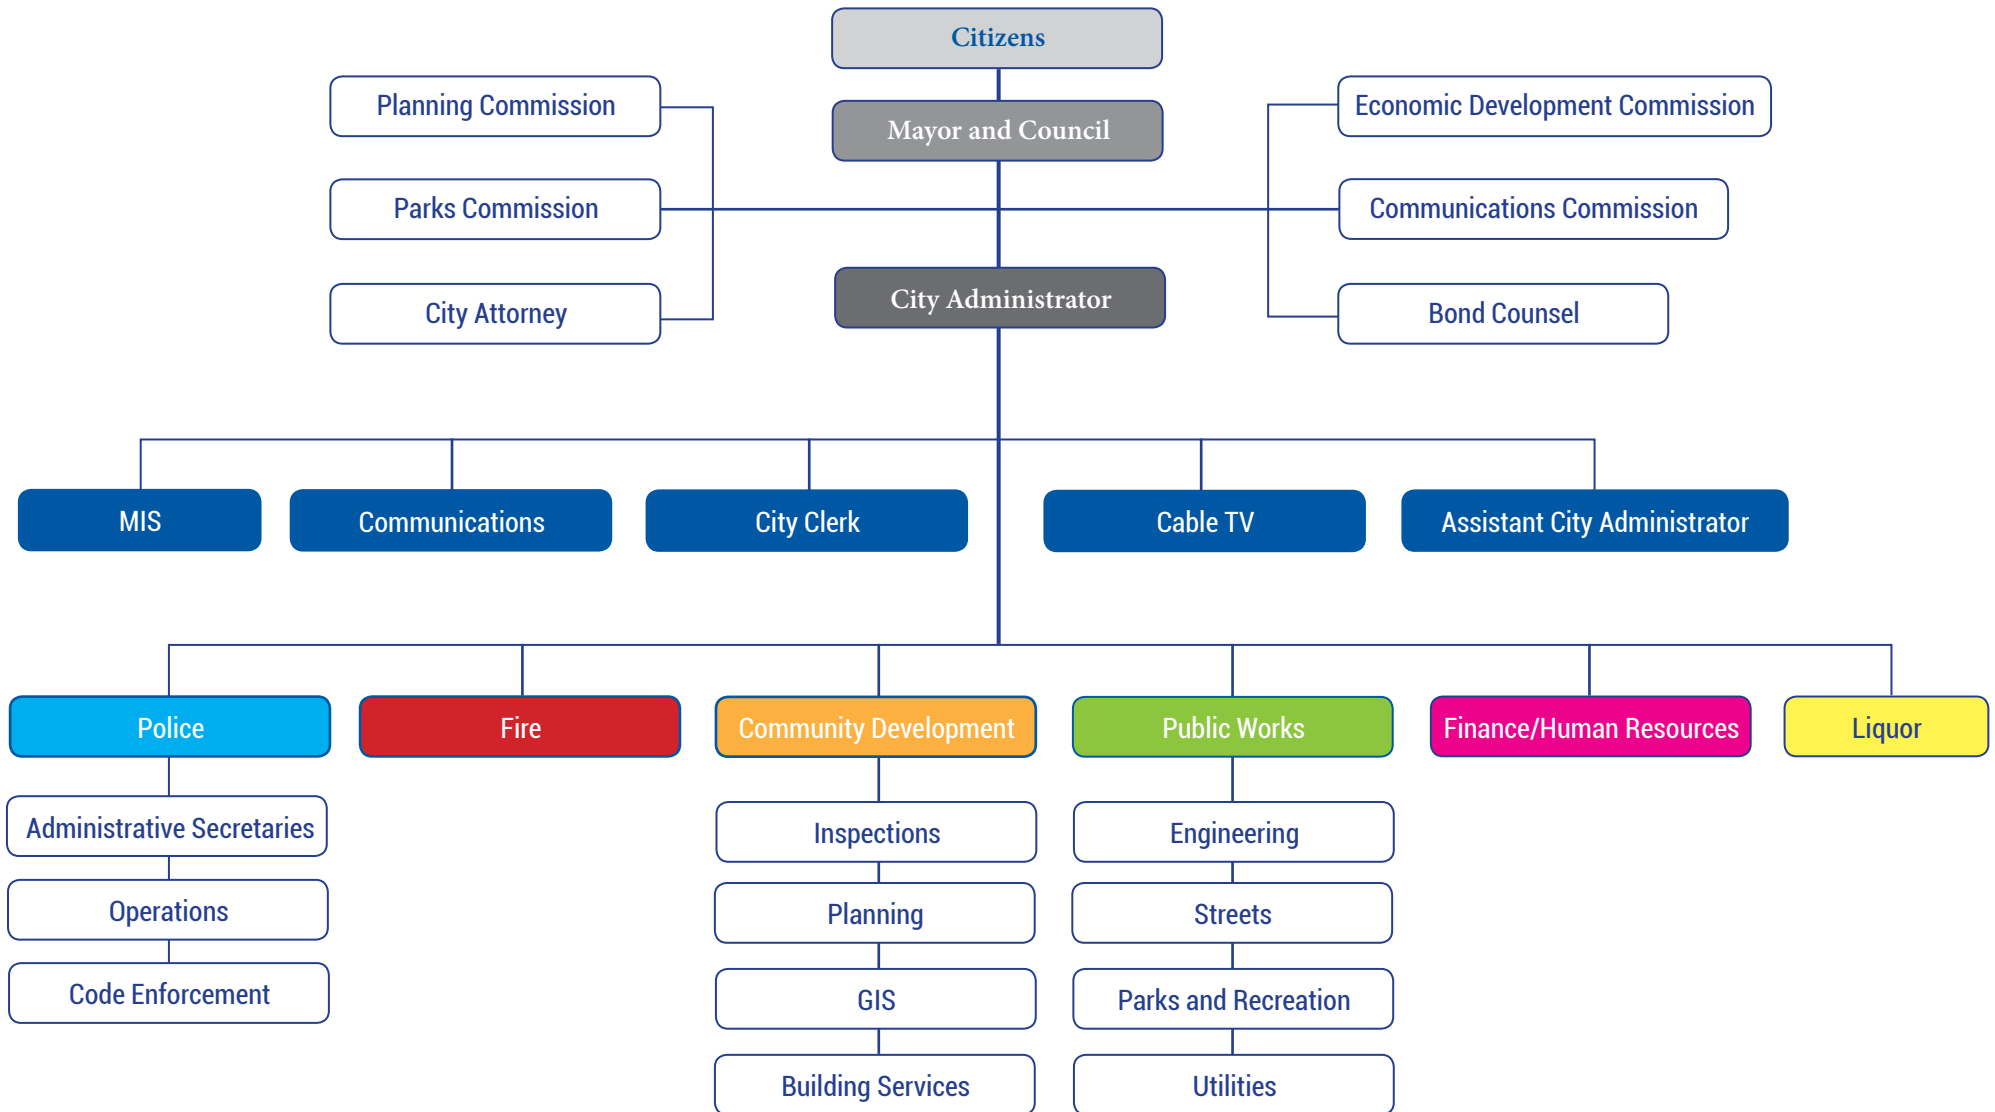 Citizens
Planning Commission
Mayor and Council
Economic Development Commission
Parks Commission
Communications Commission
City Administrator
City Attorney
Bond Counsel
MIS
Communications
City Clerk
Cable TV
Assistant City Administrator
Police
Fire
Community Development
Public Works
Finance/Human Resources
Liquor
Administrative Secretaries
Inspections
Engineering
Operations
Planning
Streets
Code Enforcement
GIS
Parks and Recreation
Building Services
Utilities